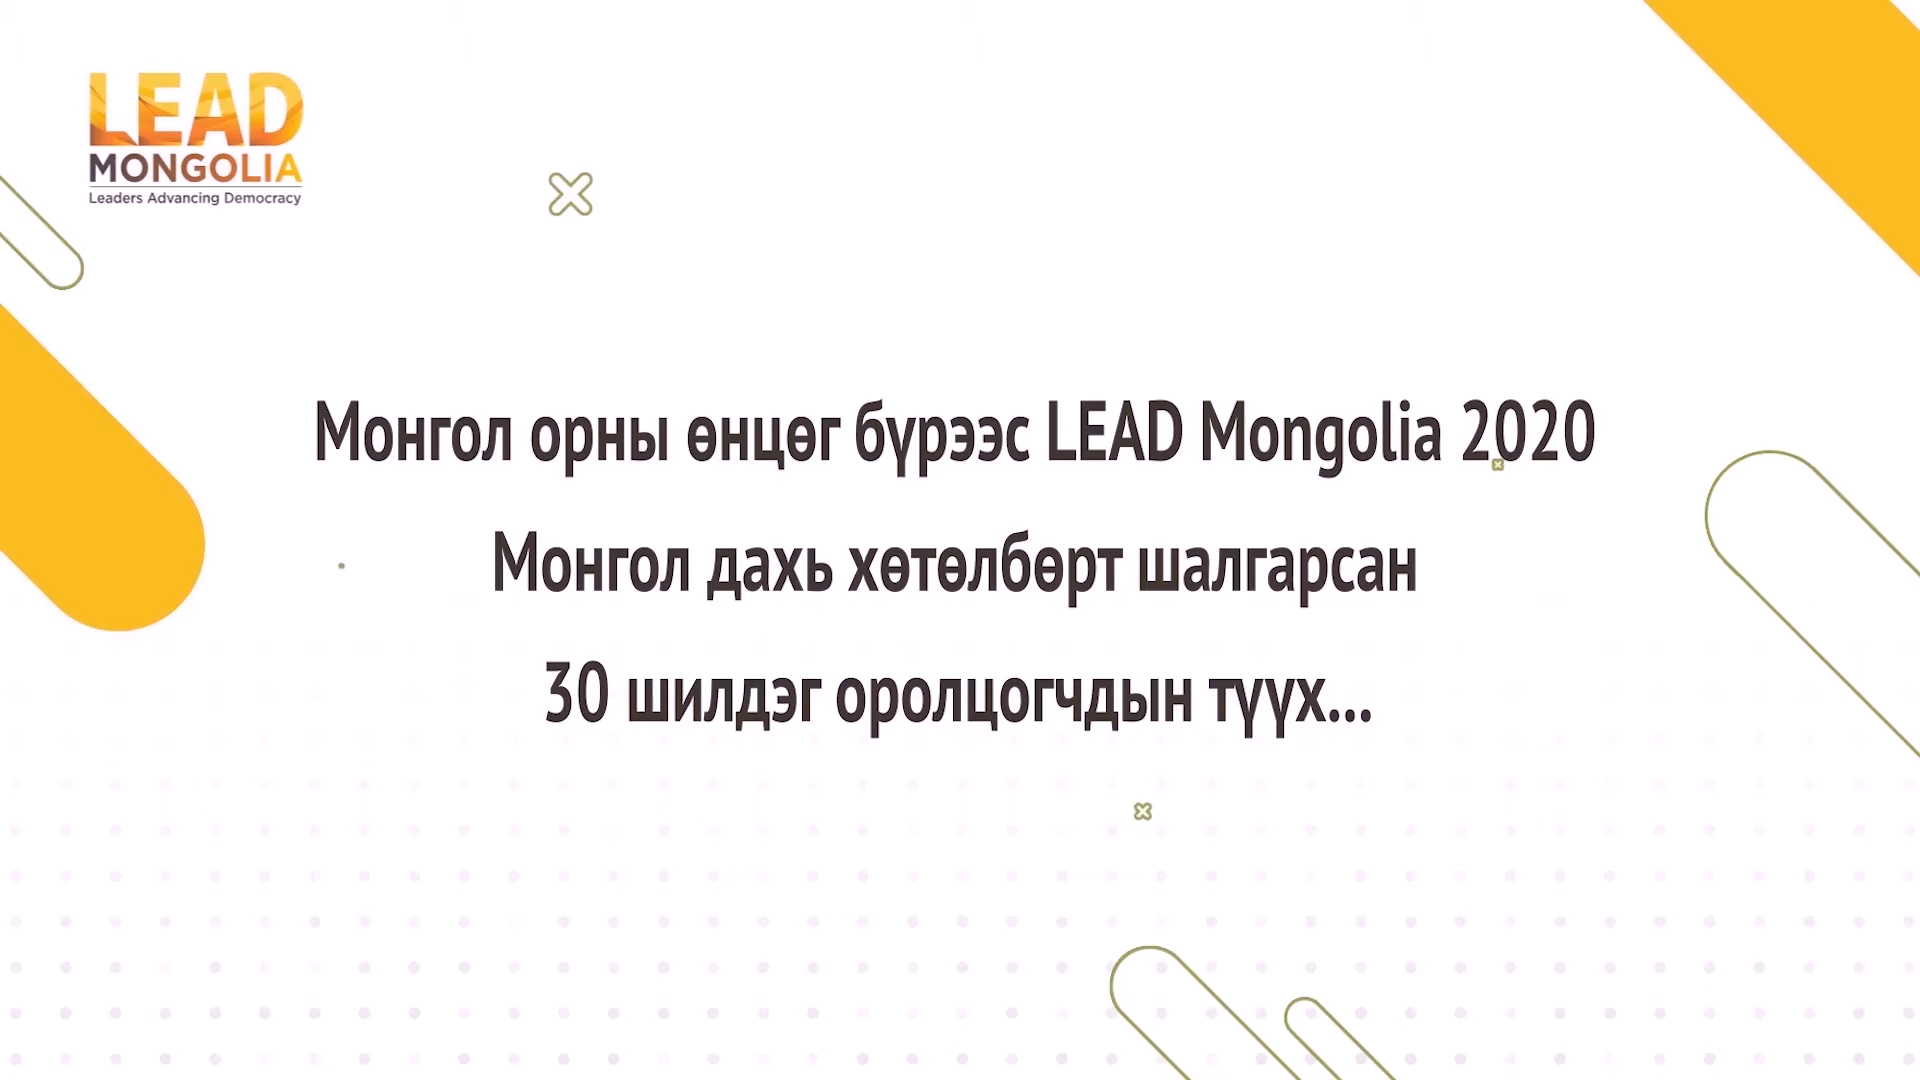 LEAD
MONGOLIA
Leaders Advancing Democracy
Монгол орны өнцөг бүрээс LEAD Mongolia 2020
Монгол дахь хөтөлбөрт шалгарсан
30 шилдэг оролцогчдын түүх...